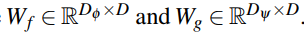 W_f ∈ ℝ^{D_ϕ×D} and W_g ∈ ℝ^{D_ψ×D}.